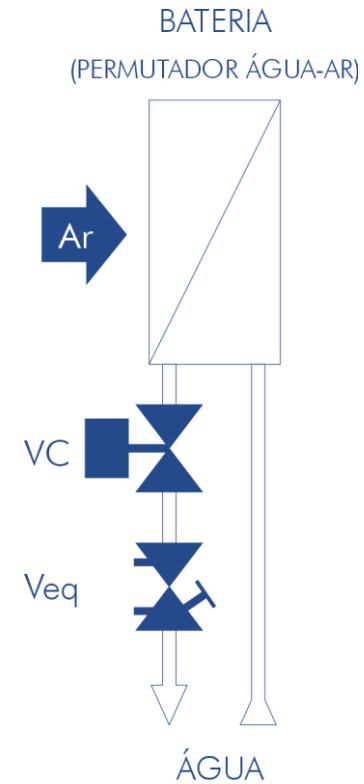 BATERIA
(PERMUTADOR ÁGUA-AR)
Ar
VC
Veq
ÁGUA